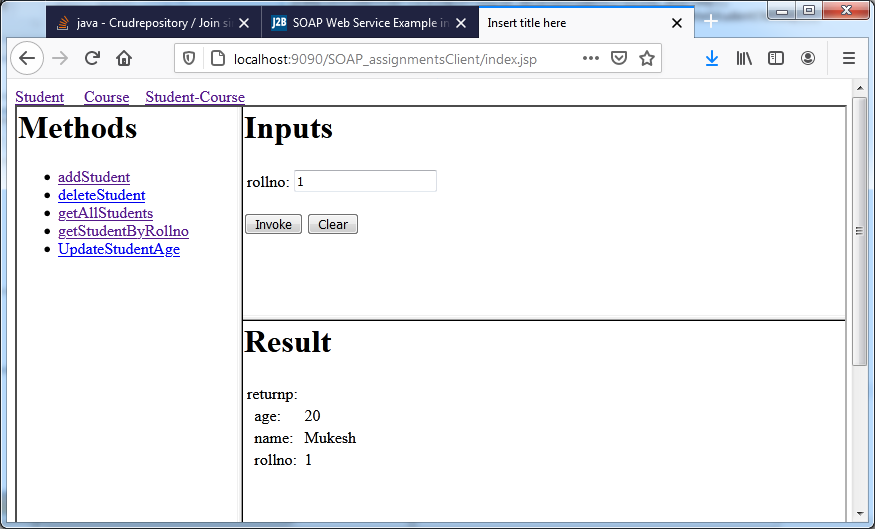 java - Crudrepository / Join si
SOAP Web Service Example in
Insert title here
localhost:9090/SOAP_assignmentsClient/index.jsp
Student Course Student-Course
Methods
addStudent
deleteStudent
getAllStudents
getStudentByRollno
UpdateStudentAge
Inputs
rollno: 1
Invoke Clear
Result
returnp:
age: 20
name: Mukesh
rollno: 1